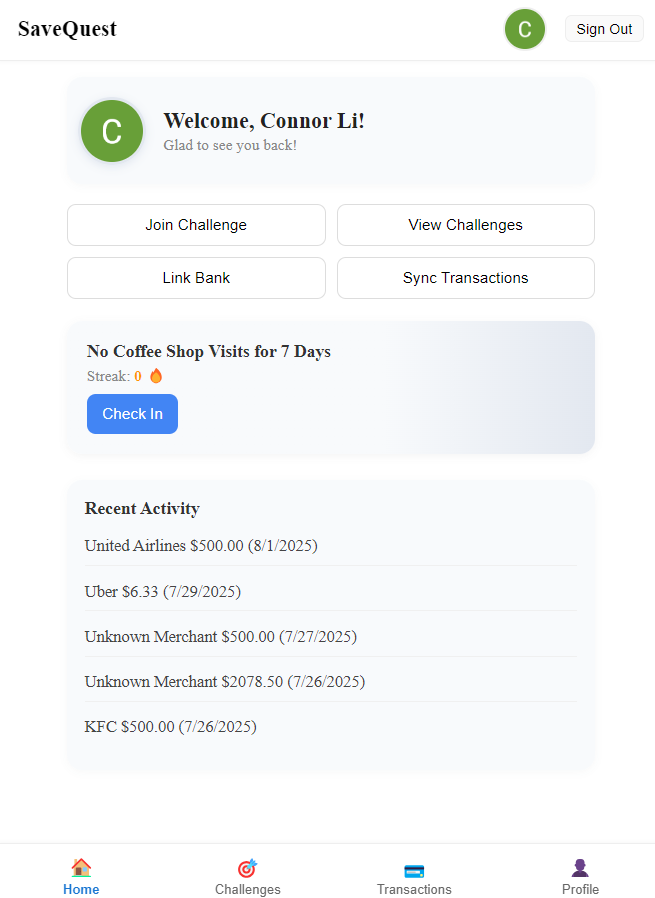 SaveQuest
C
Sign Out
C
Welcome, Connor Li!
Glad to see you back!
Join Challenge
View Challenges
Link Bank
Sync Transactions
No Coffee Shop Visits for 7 Days
Streak: 0 🔥
Check In
Recent Activity
United Airlines $500.00 (8/1/2025)
Uber $6.33 (7/29/2025)
Unknown Merchant $500.00 (7/27/2025)
Unknown Merchant $2078.50 (7/26/2025)
KFC $500.00 (7/26/2025)
Home
Challenges
Transactions
Profile